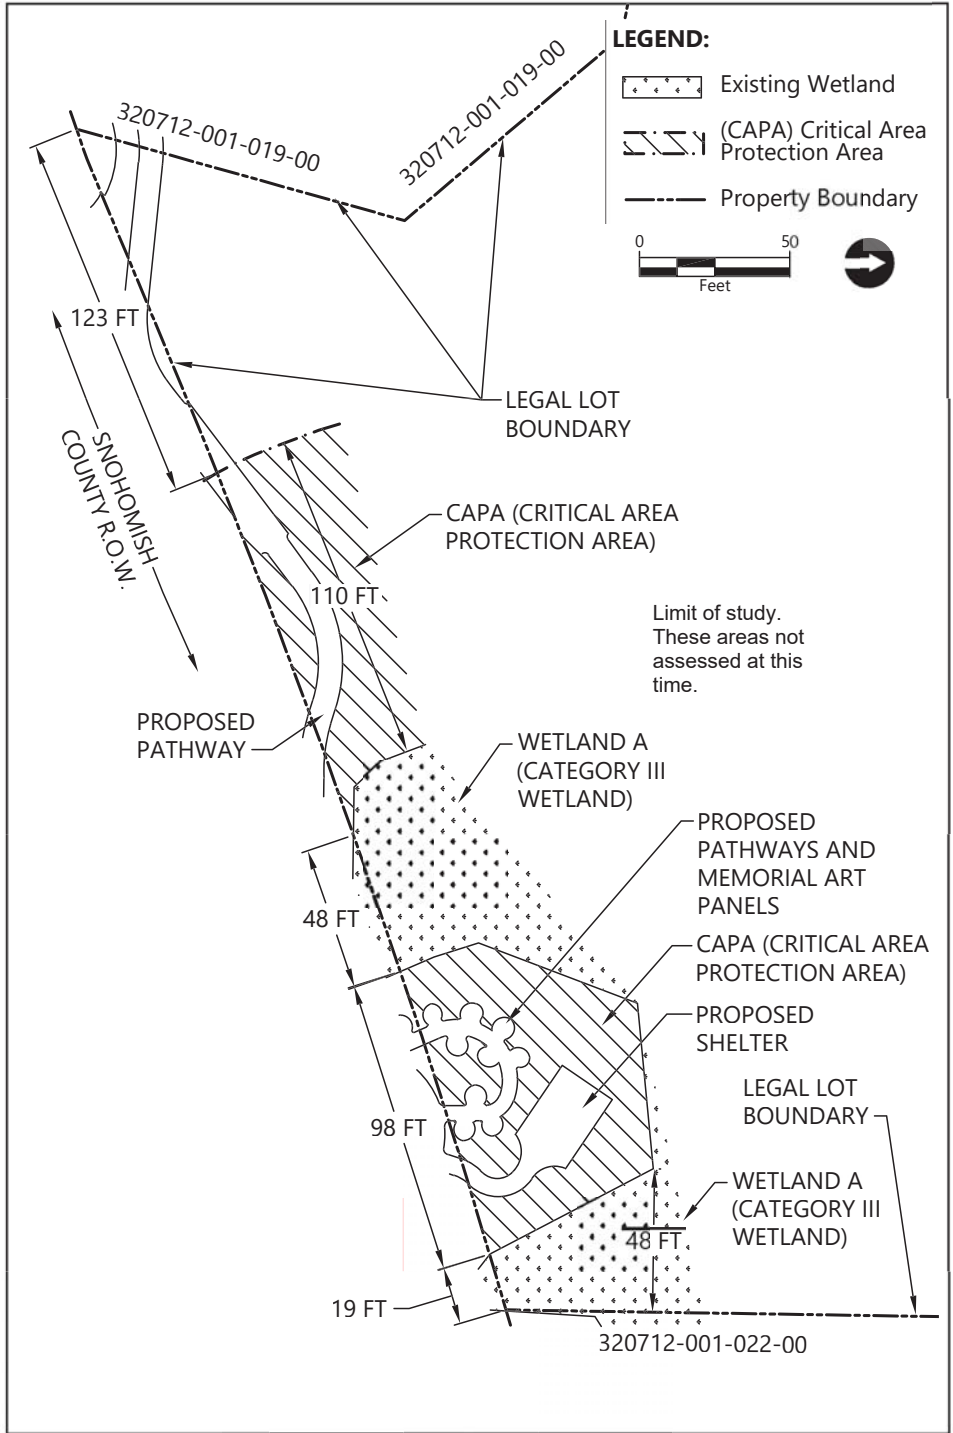 LEGEND:
Existing Wetland
(CAPA) Critical Area
Protection Area
Property Boundary
0 50
Feet
320712-001-019-00
320712-001-019-00
123 FT
LEGAL LOT
BOUNDARY
SNOHOMISH
COUNTY R.O.W.
CAPA (CRITICAL AREA
PROTECTION AREA)
110 FT
Limit of study.
These areas not
assessed at this
time.
PROPOSED
PATHWAY
WETLAND A
(CATEGORY III
WETLAND)
PROPOSED
PATHWAYS AND
MEMORIAL ART
PANELS
48 FT
CAPA (CRITICAL AREA
PROTECTION AREA)
PROPOSED
SHELTER
LEGAL LOT
BOUNDARY
98 FT
WETLAND A
(CATEGORY III
WETLAND)
48 FT
19 FT
320712-001-022-00